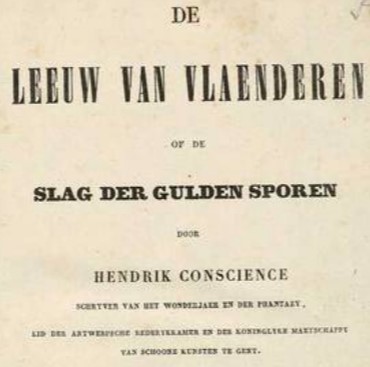 DE
LEEUW VAN VLAENDEREN
OF DE
SLAG DER GULDEN SPOREN
DOOR
HENDRIK CONSCIENCE
SCHRYVER VAN HET WONDERJAER EN DER PHANTAZY,
LID DER ANTWERPSCHE REDERYKKAMER EN DER KONINGLYKE MAETSCHAPPY
VAN SCHOONE KUNSTEN TE GENT.